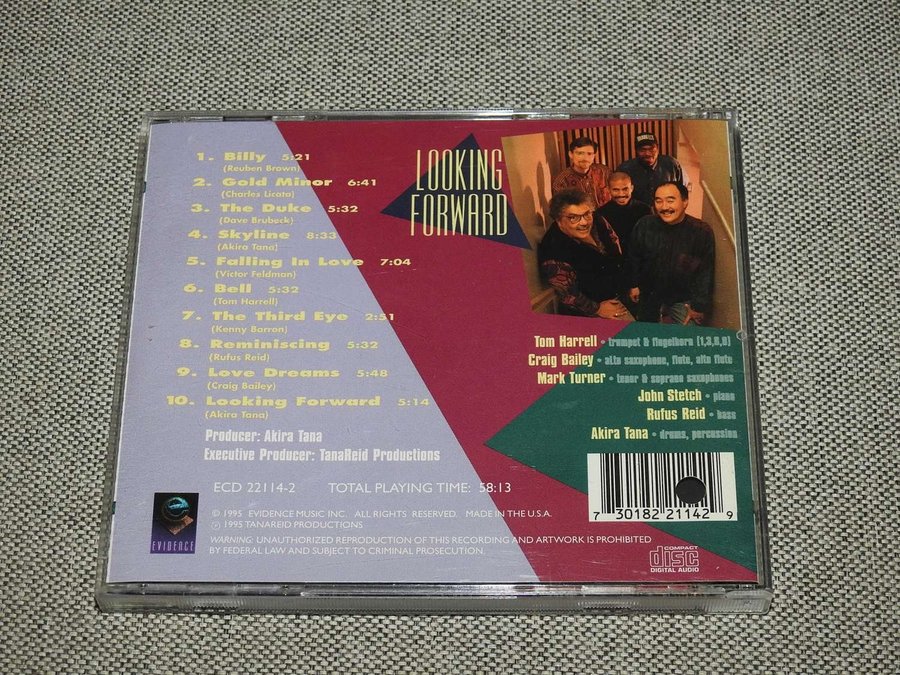 1. Billy 5:21
(Reuben Brown)
2. Gold Minor 6:41
(Charles Licata)
3. The Duke 5:32
(Dave Brubeck)
4. Skyline 8:33
(Akira Tana)
5. Falling In Love 7:04
(Victor Feldman)
6. Bell 5:32
(Tom Harrell)
7. The Third Eye 2:51
(Kenny Barron)
8. Reminiscing 5:32
(Rufus Reid)
9. Love Dreams 5:48
(Craig Bailey)
10. Looking Forward 5:14
(Akira Tana)
Producer: Akira Tana
Executive Producer: TanaReid Productions
LOOKING
FORWARD
Tom Harrell • trumpet & flugelhorn
Craig Bailey • alto saxophone, flute, alto flute
Mark Turner • tenor & soprano saxophones
John Stetch • piano
Rufus Reid • bass
Akira Tana • drums, percussion
ECD 22114-2 TOTAL PLAYING TIME: 58:13
© 1995 EVIDENCE MUSIC INC. ALL RIGHTS RESERVED. MADE IN THE U.S.A.
℗ 1995 TANAREID PRODUCTIONS
WARNING: UNAUTHORIZED REPRODUCTION OF THIS RECORDING AND ARTWORK IS PROHIBITED
BY FEDERAL LAW AND SUBJECT TO CRIMINAL PROSECUTION.
EVIDENCE
7 30182 21142 9
COMPACT
disc
DIGITAL AUDIO